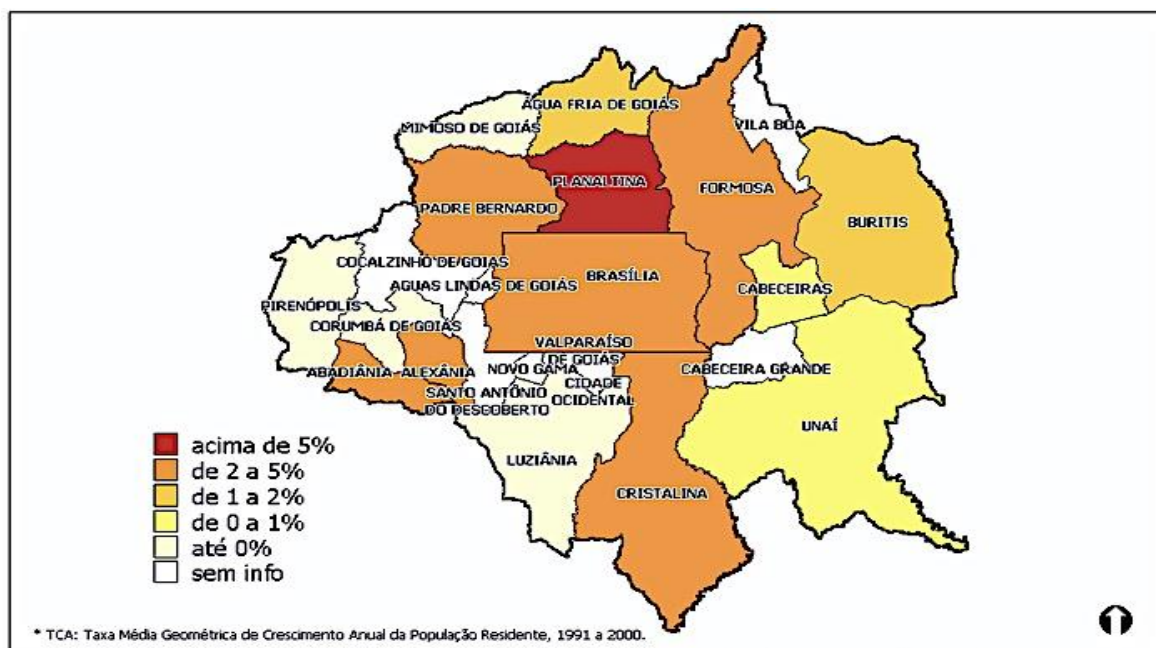 ÁGUA FRIA DE GOIÁS
MIMOSO DE GOIÁS
VILA BOA
PLANALTINA
FORMOSA
PADRE BERNARDO
BURITIS
COCALZINHO DE GOIAS
BRASÍLIA
AGUAS LINDAS DE GOIÁS
CABECEIRAS
PIRENÓPOLIS
CORUMBÁ DE GOIÁS
VALPARAÍSO
DE GOIÁS
ABADIÂNIA
ALEXÂNIA
NOVO GAMA
CABECEIRA GRANDE
CIDADE
OCIDENTAL
SANTO ANTÔNIO
DO DESCOBERTO
UNAÍ
LUZIÂNIA
CRISTALINA
acima de 5%
de 2 a 5%
de 1 a 2%
de 0 a 1%
até 0%
sem info
* TCA: Taxa Média Geométrica de Crescimento Anual da População Residente, 1991 a 2000.